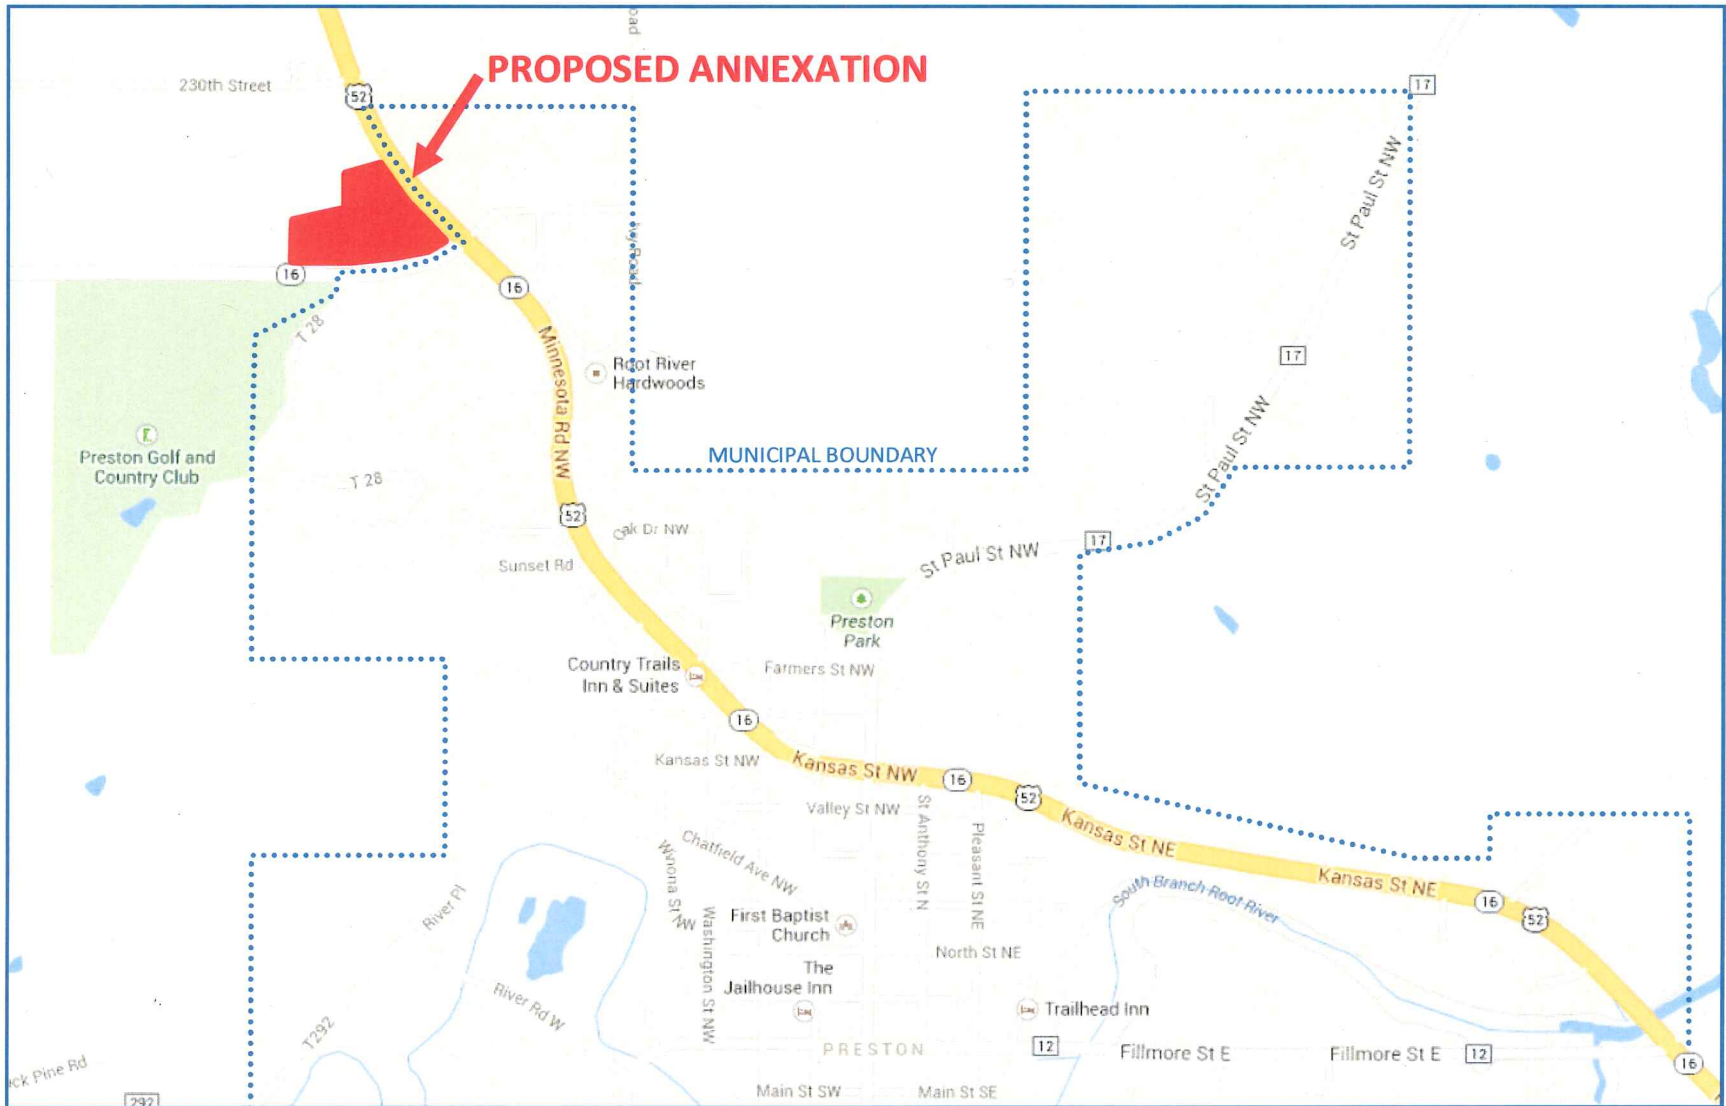 oad
PROPOSED ANNEXATION
230th Street
52
17
St Paul St NW
16
Ivy Road
16
T 28
17
Minnesota Rd NW
Root River
Hardwoods
St Paul St NW
MUNICIPAL BOUNDARY
Preston Golf and
Country Club
T 28
52
Oak Dr NW
17
St Paul St NW
Sunset Rd
Preston
Park
Country Trails
Inn & Suites
Farmers St NW
16
Kansas St NW
Kansas St NW
16
52
Valley St NW
St Anthony St N
Pleasant St NE
Kansas St NE
Kansas St NE
16
52
Chatfield Ave NW
Winona St NW
Washington St NW
River Pl
South Branch Root River
First Baptist
Church
North St NE
The
Jailhouse Inn
River Rd W
Trailhead Inn
T292
PRESTON
12
Fillmore St E
Fillmore St E
12
16
ck Pine Rd
292
Main St SW
Main St SE